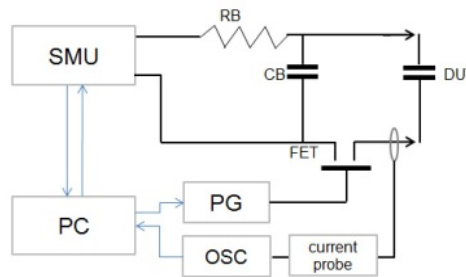 RB
SMU
CB
DU
FET
PG
PC
OSC
current
probe